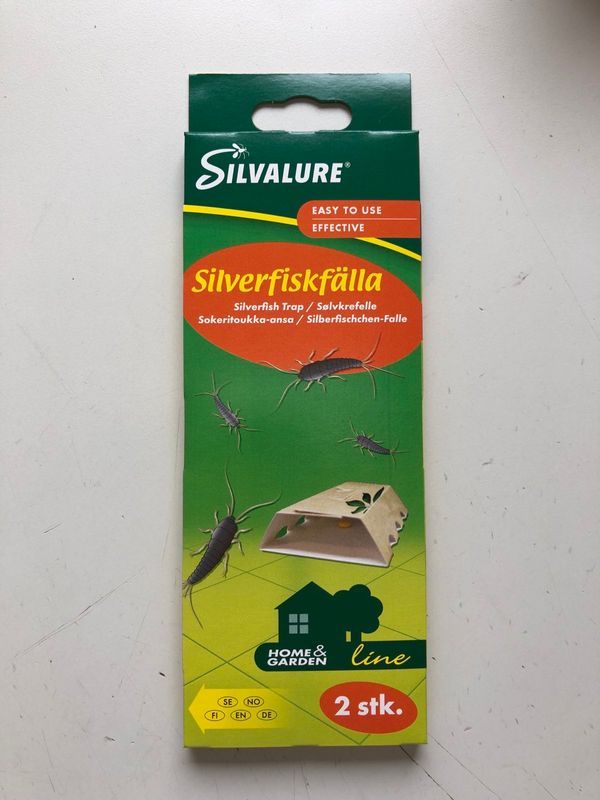 SILVALURE®
EASY TO USE
EFFECTIVE
Silverfiskfälla
Silverfish Trap / Sølvkrefelle
Sokeritoukka-ansa / Silberfischchen-Falle
HOME &
GARDEN
line
SE NO
FI EN DE
2 stk.